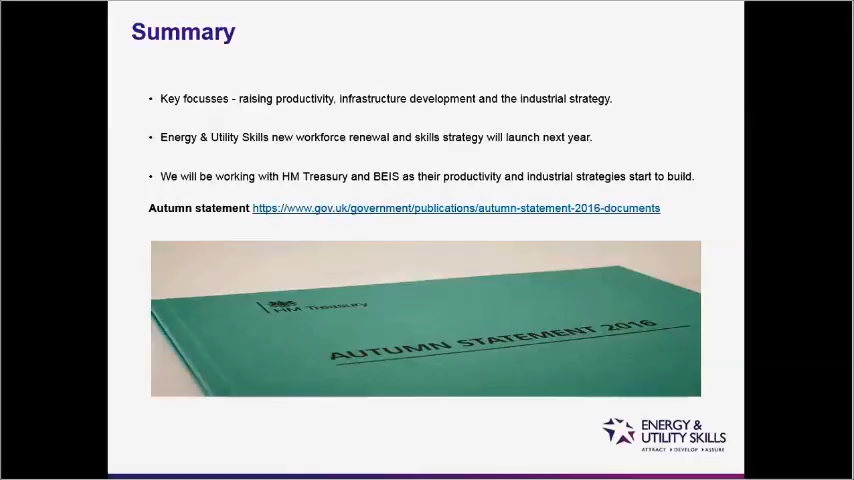 Summary
• Key focusses - raising productivity, infrastructure development and the industrial strategy.
• Energy & Utility Skills new workforce renewal and skills strategy will launch next year.
• We will be working with HM Treasury and BEIS as their productivity and industrial strategies start to build.
Autumn statement https://www.gov.uk/government/publications/autumn-statement-2016-documents
HM Treasury
AUTUMN STATEMENT 2016
ENERGY &
UTILITY SKILLS
ATTRACT > DEVELOP > ASSURE